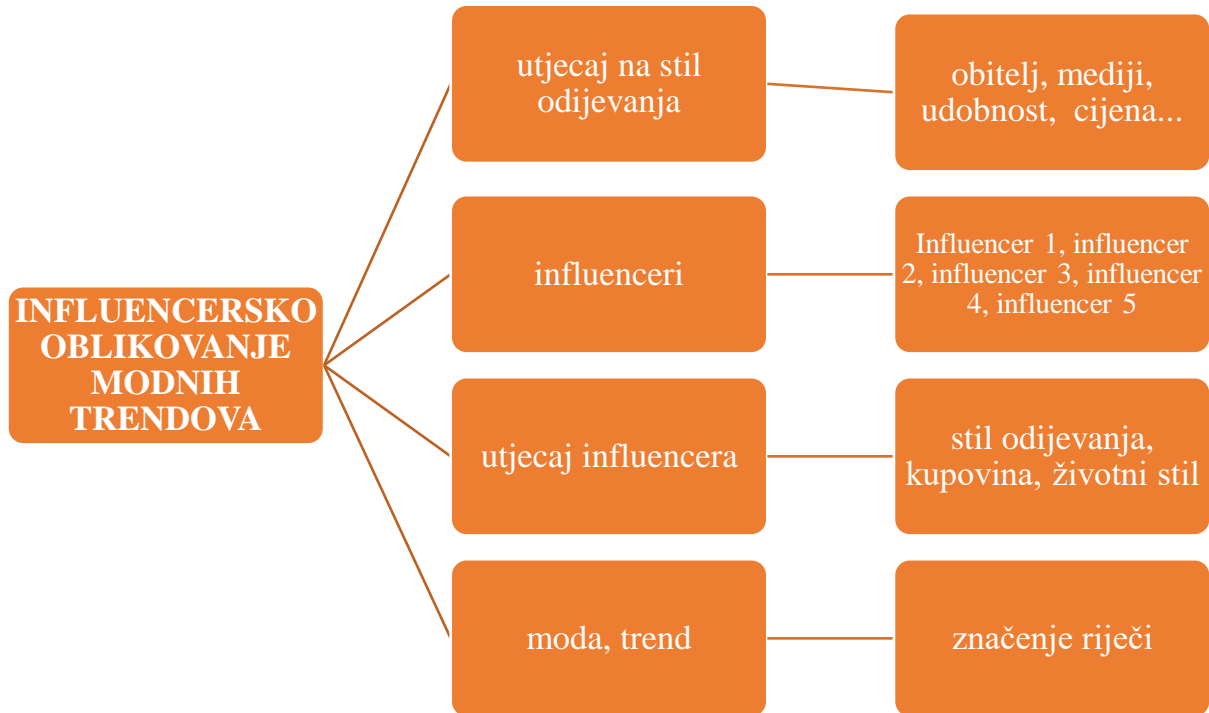 utjecaj na stil
odijevanja
obitelj, mediji,
udobnost, cijena...
influenceri
Influencer 1, influencer
2, influencer 3, influencer
4, influencer 5
INFLUENCERSKO
OBLIKOVANJE
MODNIH
TRENDOVA
utjecaj influencera
stil odijevanja,
kupovina, životni stil
moda, trend
značenje riječi